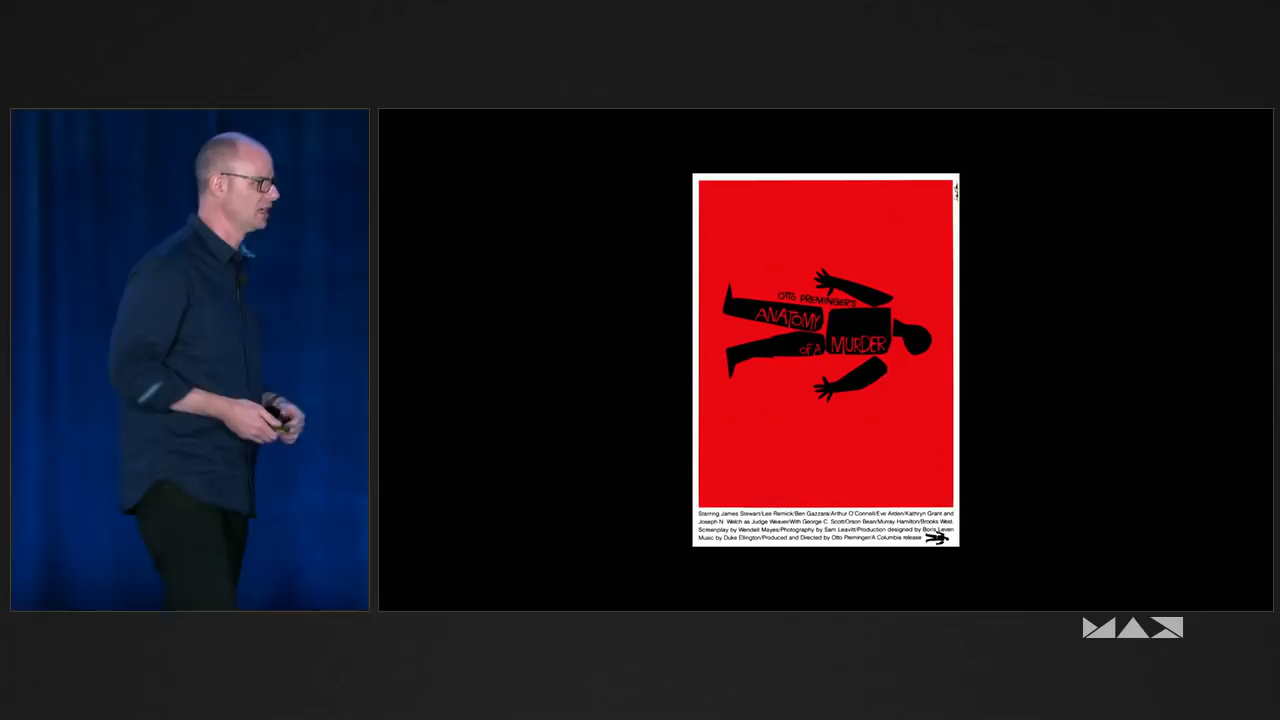 OTTO PREMINGER'S
ANATOMY
OF A MURDER
Starring James Stewart/Lee Remick/Ben Gazzara/Arthur O'Connell/Eve Arden/Kathryn Grant and
Joseph N. Welch as Judge Weaver/With George C. Scott/Orson Bean/Murray Hamilton/Brooks West.
Screenplay by Wendell Mayes/Photography by Sam Leavitt/Production designed by Boris Leven
Music by Duke Ellington/Produced and Directed by Otto Preminger/A Columbia release
MAX